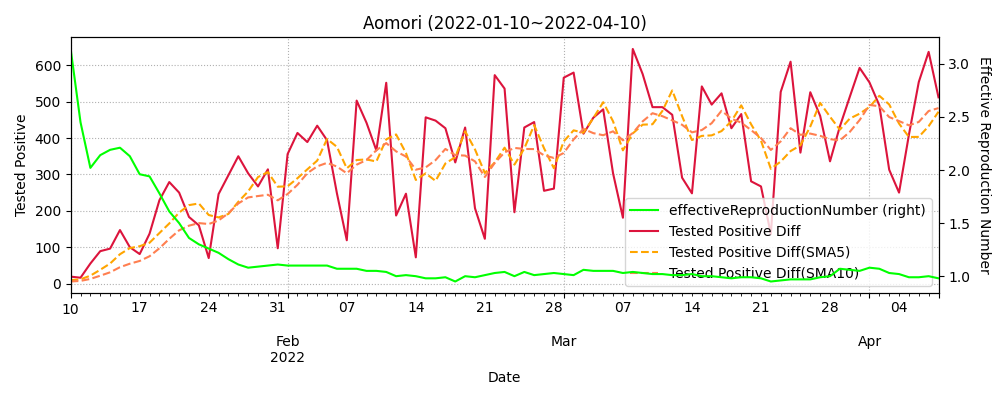 Aomori (2022-01-10~2022-04-10)
Tested Positive
600
500
400
300
200
100
0
Effective Reproduction Number
3.0
2.5
2.0
1.5
1.0
effectiveReproductionNumber (right)
Tested Positive Diff
Tested Positive Diff(SMA5)
Tested Positive Diff(SMA10)
10 17 24 31 07 14 21 28 07 14 21 28 04
Feb Mar Apr
2022
Date